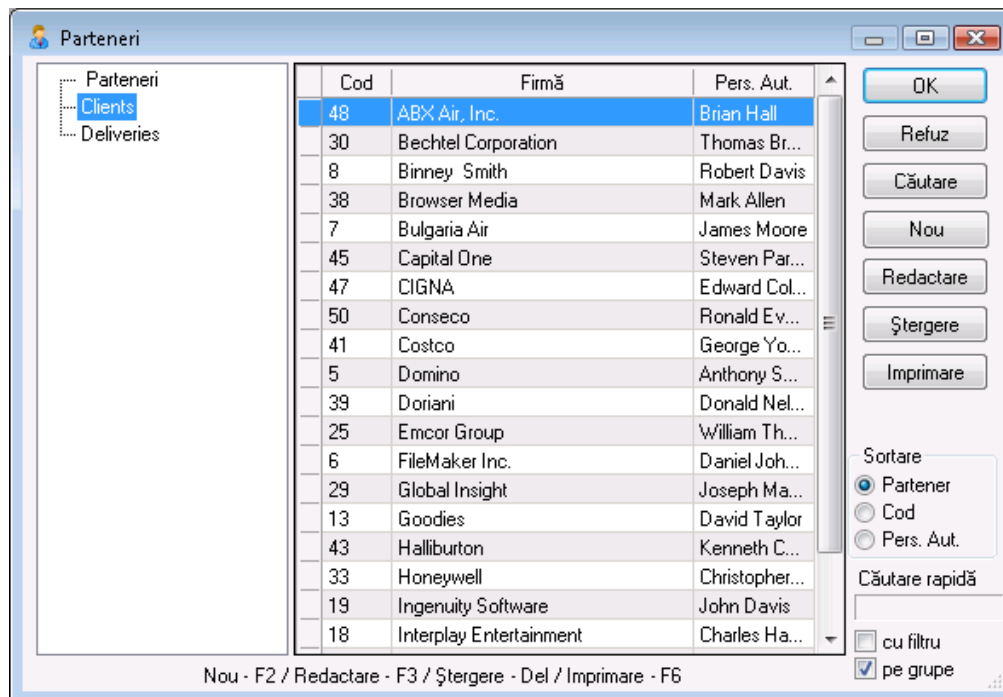 Parteneri
Parteneri
Clients
Deliveries
Cod Firmă Pers. Aut.
48 ABX Air, Inc. Brian Hall
30 Bechtel Corporation Thomas Br...
8 Binney Smith Robert Davis
38 Browser Media Mark Allen
7 Bulgaria Air James Moore
45 Capital One Steven Par...
47 CIGNA Edward Col...
50 Conseco Ronald Ev...
41 Costco George Yo...
5 Domino Anthony S...
39 Doriani Donald Nel...
25 Emcor Group William Th...
6 FileMaker Inc. Daniel Joh...
29 Global Insight Joseph Ma...
13 Goodies David Taylor
43 Halliburton Kenneth C...
33 Honeywell Christopher...
19 Ingenuity Software John Davis
18 Interplay Entertainment Charles Ha...
OK
Refuz
Căutare
Nou
Redactare
Ștergere
Imprimare
Sortare
Partener
Cod
Pers. Aut.
Căutare rapidă
cu filtru
pe grupe
Nou - F2 / Redactare - F3 / Ștergere - Del / Imprimare - F6